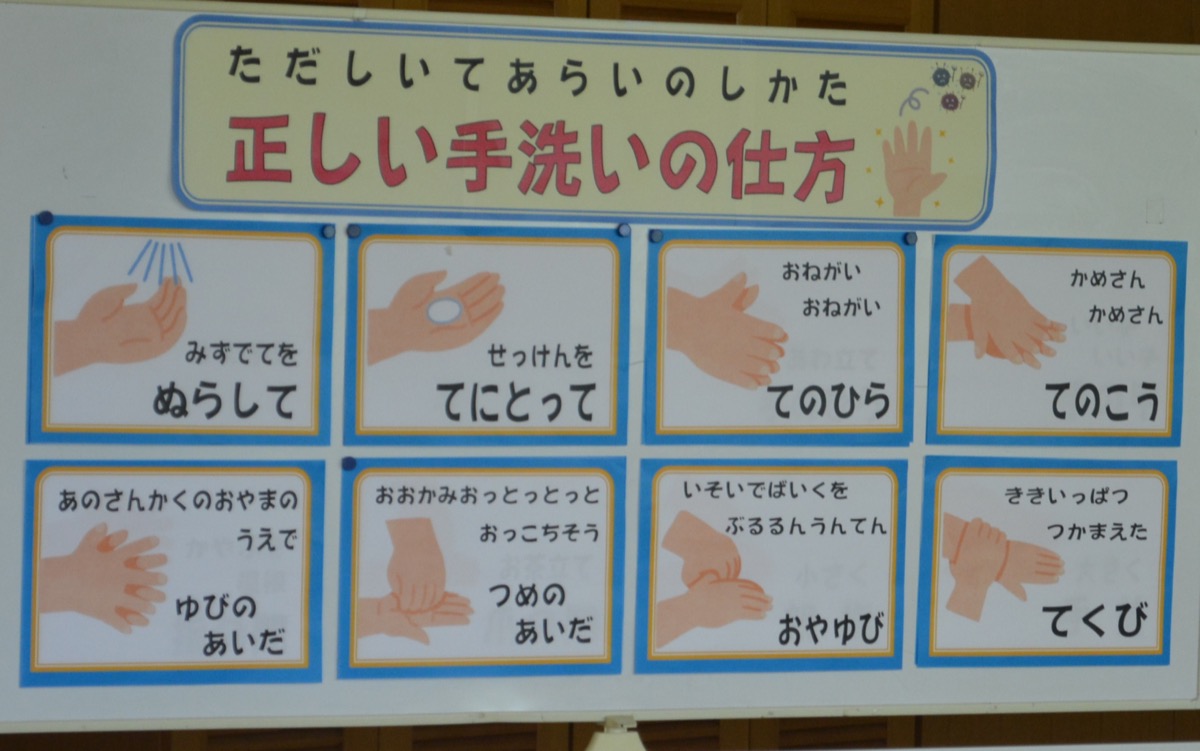 ただしいてあらいのしかた
正しい手洗いの仕方
みずでてを
ぬらして
せっけんを
てにとって
おねがい
おねがい
てのひら
かめさん
かめさん
てのこう
あのさんかくのおやまの
うえで
ゆびの
あいだ
おおかみおっとっとっと
おっこちそう
つめの
あいだ
いそいでばいくを
ぶるるんうんてん
おやゆび
ききいっぱつ
つかまえた
てくび